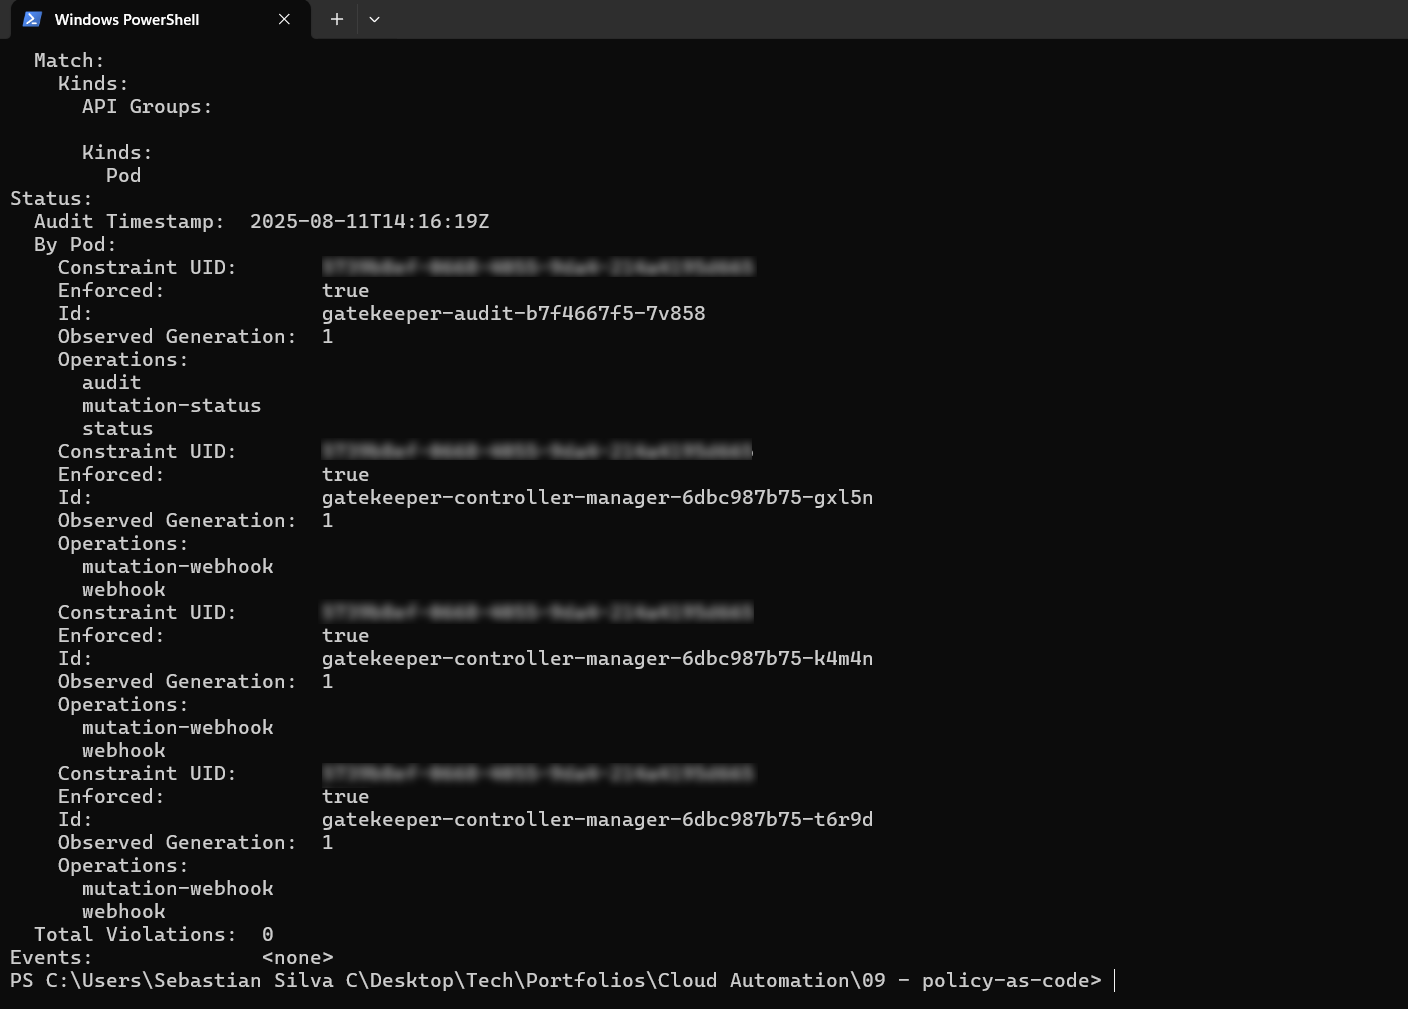 Windows PowerShell
Match:
Kinds:
API Groups:
Kinds:
Pod
Status:
Audit Timestamp: 2025-08-11T14:16:19Z
By Pod:
Constraint UID:
Enforced: true
Id: gatekeeper-audit-b7f4667f5-7v858
Observed Generation: 1
Operations:
audit
mutation-status
status
Constraint UID:
Enforced: true
Id: gatekeeper-controller-manager-6dbc987b75-gxl5n
Observed Generation: 1
Operations:
mutation-webhook
webhook
Constraint UID:
Enforced: true
Id: gatekeeper-controller-manager-6dbc987b75-k4m4n
Observed Generation: 1
Operations:
mutation-webhook
webhook
Constraint UID:
Enforced: true
Id: gatekeeper-controller-manager-6dbc987b75-t6r9d
Observed Generation: 1
Operations:
mutation-webhook
webhook
Total Violations: 0
Events: <none>
PS C:\Users\Sebastian Silva C\Desktop\Tech\Portfolios\Cloud Automation\09 - policy-as-code>